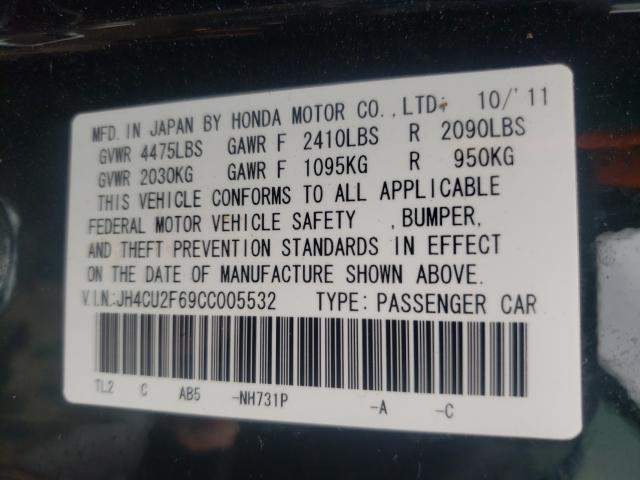 MFD. IN JAPAN BY HONDA MOTOR CO.,LTD. 10/'11
GVWR 4475LBS GAWR F 2410LBS R 2090LBS
GVWR 2030KG GAWR F 1095KG R 950KG
THIS VEHICLE CONFORMS TO ALL APPLICABLE
FEDERAL MOTOR VEHICLE SAFETY ,BUMPER,
AND THEFT PREVENTION STANDARDS IN EFFECT
ON THE DATE OF MANUFACTURE SHOWN ABOVE.
V.I.N.:JH4CU2F69CC005532 TYPE: PASSENGER CAR
TL2 C AB5 -NH731P -A -C